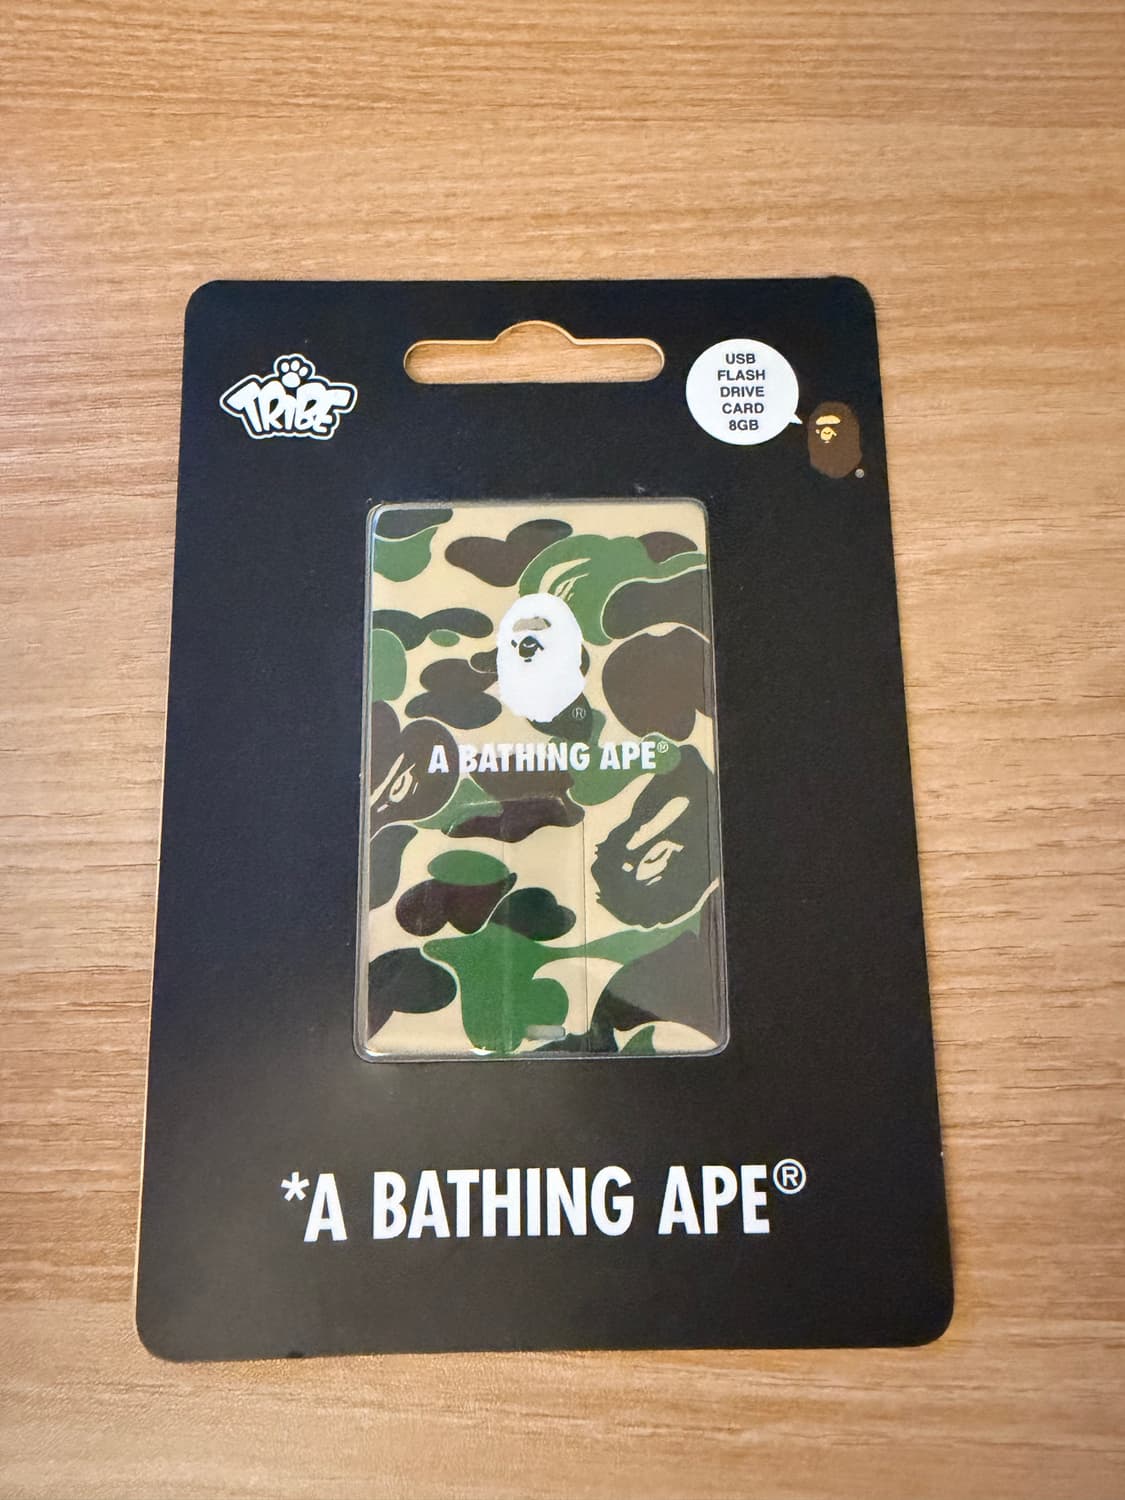 TRIBE
USB
FLASH
DRIVE
CARD
8GB
®
A BATHING APE®
*A BATHING APE®